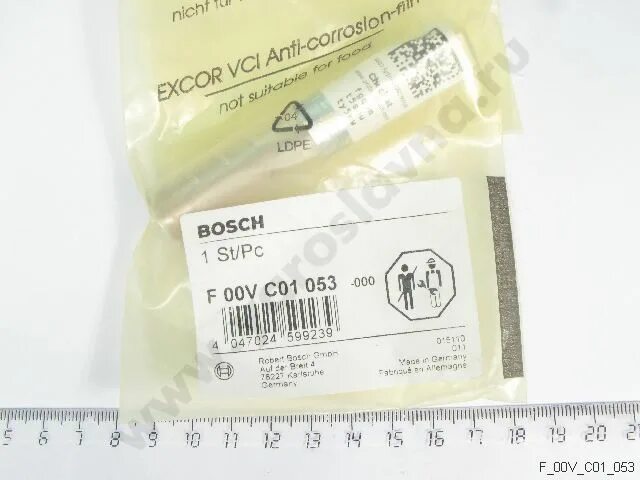 nicht für
EXCOR VCI Anti-corrosion-film
not suitable for food
04
LDPE
BOSCH
1 St/Pc
F 00V C01 053 -000
4 047024 599239
Robert Bosch GmbH
Auf der Breit 4
76227 Karlsruhe
Germany
015110
011
Made in Germany
Fabriqué en Allemagne
5 6 7 8 9 10 11 12 13 14 15 16 17 18 19 20 21
F_00V_C01_053